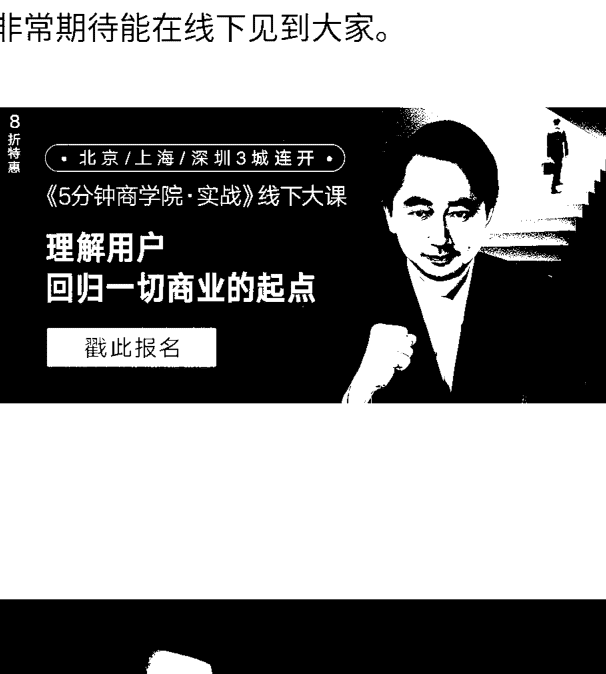 非常期待能在线下见到大家。
8折特惠
·北京/上海/深圳3城连开·
《5分钟商学院·实战》线下大课
理解用户
回归一切商业的起点
戳此报名